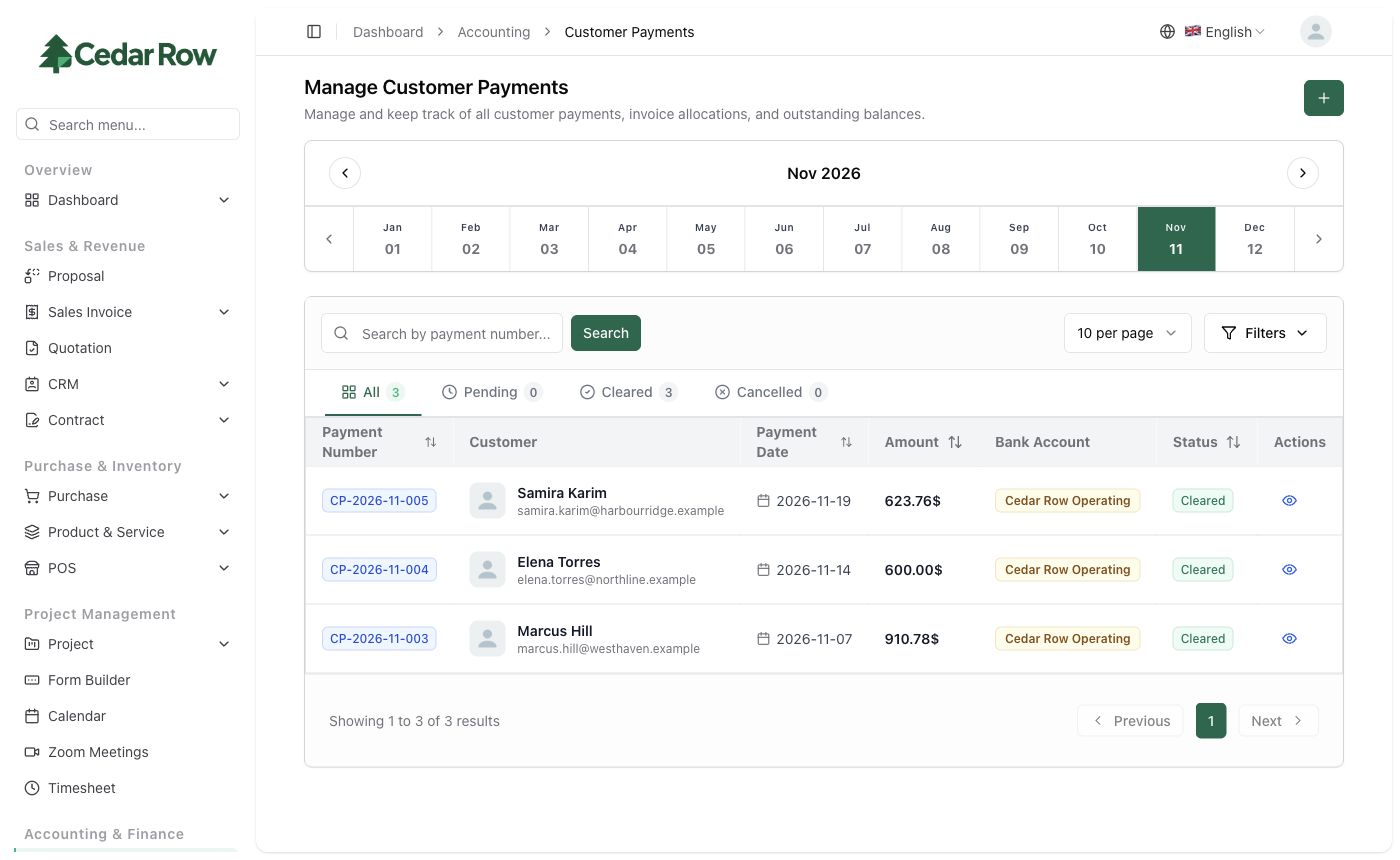 Cedar Row
Search menu...
Overview
Dashboard
Sales & Revenue
Proposal
Sales Invoice
Quotation
CRM
Contract
Purchase & Inventory
Purchase
Product & Service
POS
Project Management
Project
Form Builder
Calendar
Zoom Meetings
Timesheet
Accounting & Finance
Dashboard Accounting Customer Payments
English
Manage Customer Payments
Manage and keep track of all customer payments, invoice allocations, and outstanding balances.
Nov 2026
Jan Feb Mar Apr May Jun Jul Aug Sep Oct Nov Dec
01 02 03 04 05 06 07 08 09 10 11 12
Search by payment number... Search 10 per page Filters
All 3 Pending 0 Cleared 3 Cancelled 0
Payment Number Customer Payment Date Amount Bank Account Status Actions
CP-2026-11-005 Samira Karim 2026-11-19 623.76$ Cedar Row Operating Cleared
samira.karim@harbourridge.example
CP-2026-11-004 Elena Torres 2026-11-14 600.00$ Cedar Row Operating Cleared
elena.torres@northline.example
CP-2026-11-003 Marcus Hill 2026-11-07 910.78$ Cedar Row Operating Cleared
marcus.hill@westhaven.example
Showing 1 to 3 of 3 results Previous 1 Next